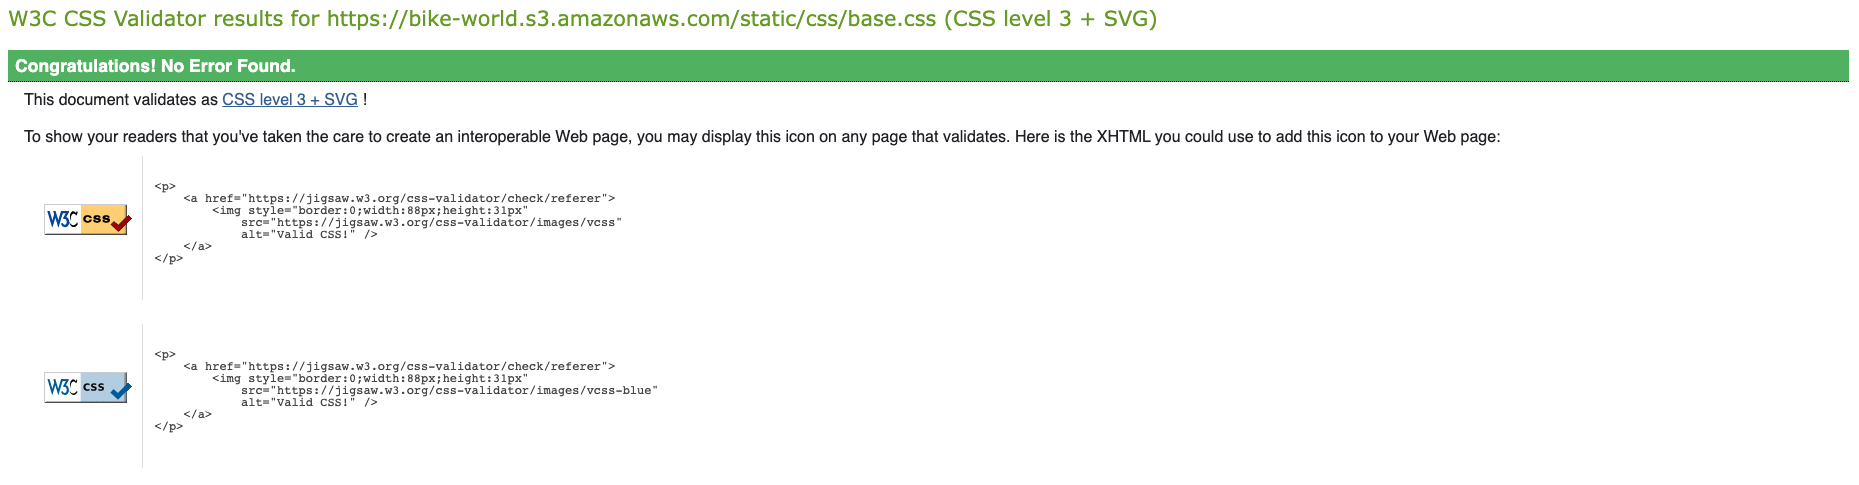 W3C CSS Validator results for https://bike-world.s3.amazonaws.com/static/css/base.css (CSS level 3 + SVG)
Congratulations! No Error Found.
This document validates as CSS level 3 + SVG !
To show your readers that you've taken the care to create an interoperable Web page, you may display this icon on any page that validates. Here is the XHTML you could use to add this icon to your Web page:
W3C css
<p>
    <a href="https://jigsaw.w3.org/css-validator/check/referer">
        <img style="border:0;width:88px;height:31px"
            src="https://jigsaw.w3.org/css-validator/images/vcss"
            alt="Valid CSS!" />
    </a>
</p>
W3C css
<p>
    <a href="https://jigsaw.w3.org/css-validator/check/referer">
        <img style="border:0;width:88px;height:31px"
            src="https://jigsaw.w3.org/css-validator/images/vcss-blue"
            alt="Valid CSS!" />
    </a>
</p>